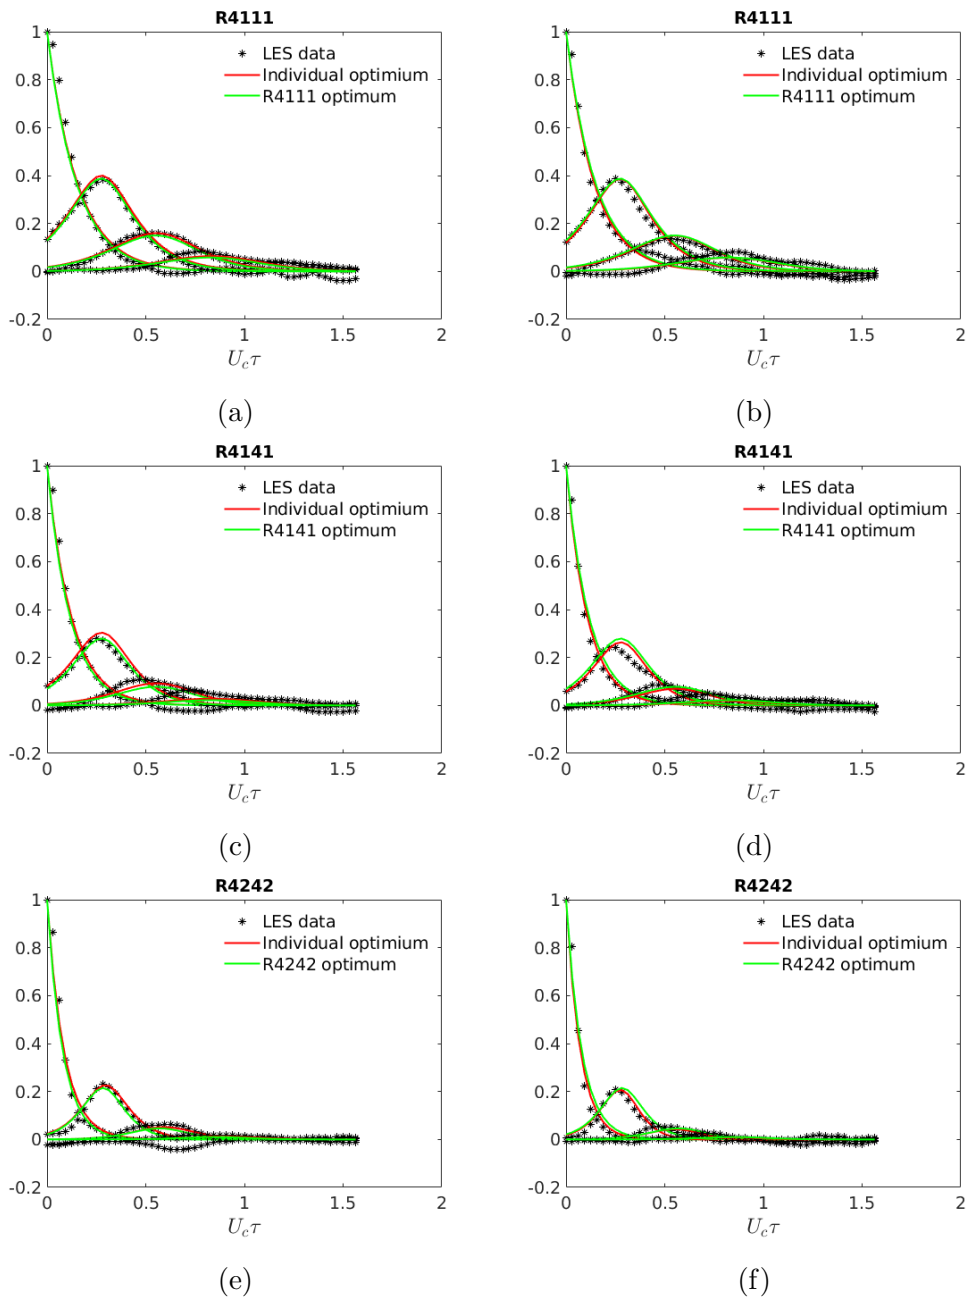 R4111
1
0.8
0.6
0.4
0.2
0
-0.2
0 0.5 1 1.5 2
LES data
Individual optimium
R4111 optimum
U_cτ
(a)
R4111
1
0.8
0.6
0.4
0.2
0
-0.2
0 0.5 1 1.5 2
LES data
Individual optimium
R4111 optimum
U_cτ
(b)
R4141
1
0.8
0.6
0.4
0.2
0
-0.2
0 0.5 1 1.5 2
LES data
Individual optimium
R4141 optimum
U_cτ
(c)
R4141
1
0.8
0.6
0.4
0.2
0
-0.2
0 0.5 1 1.5 2
LES data
Individual optimium
R4141 optimum
U_cτ
(d)
R4242
1
0.8
0.6
0.4
0.2
0
-0.2
0 0.5 1 1.5 2
LES data
Individual optimium
R4242 optimum
U_cτ
(e)
R4242
1
0.8
0.6
0.4
0.2
0
-0.2
0 0.5 1 1.5 2
LES data
Individual optimium
R4242 optimum
U_cτ
(f)